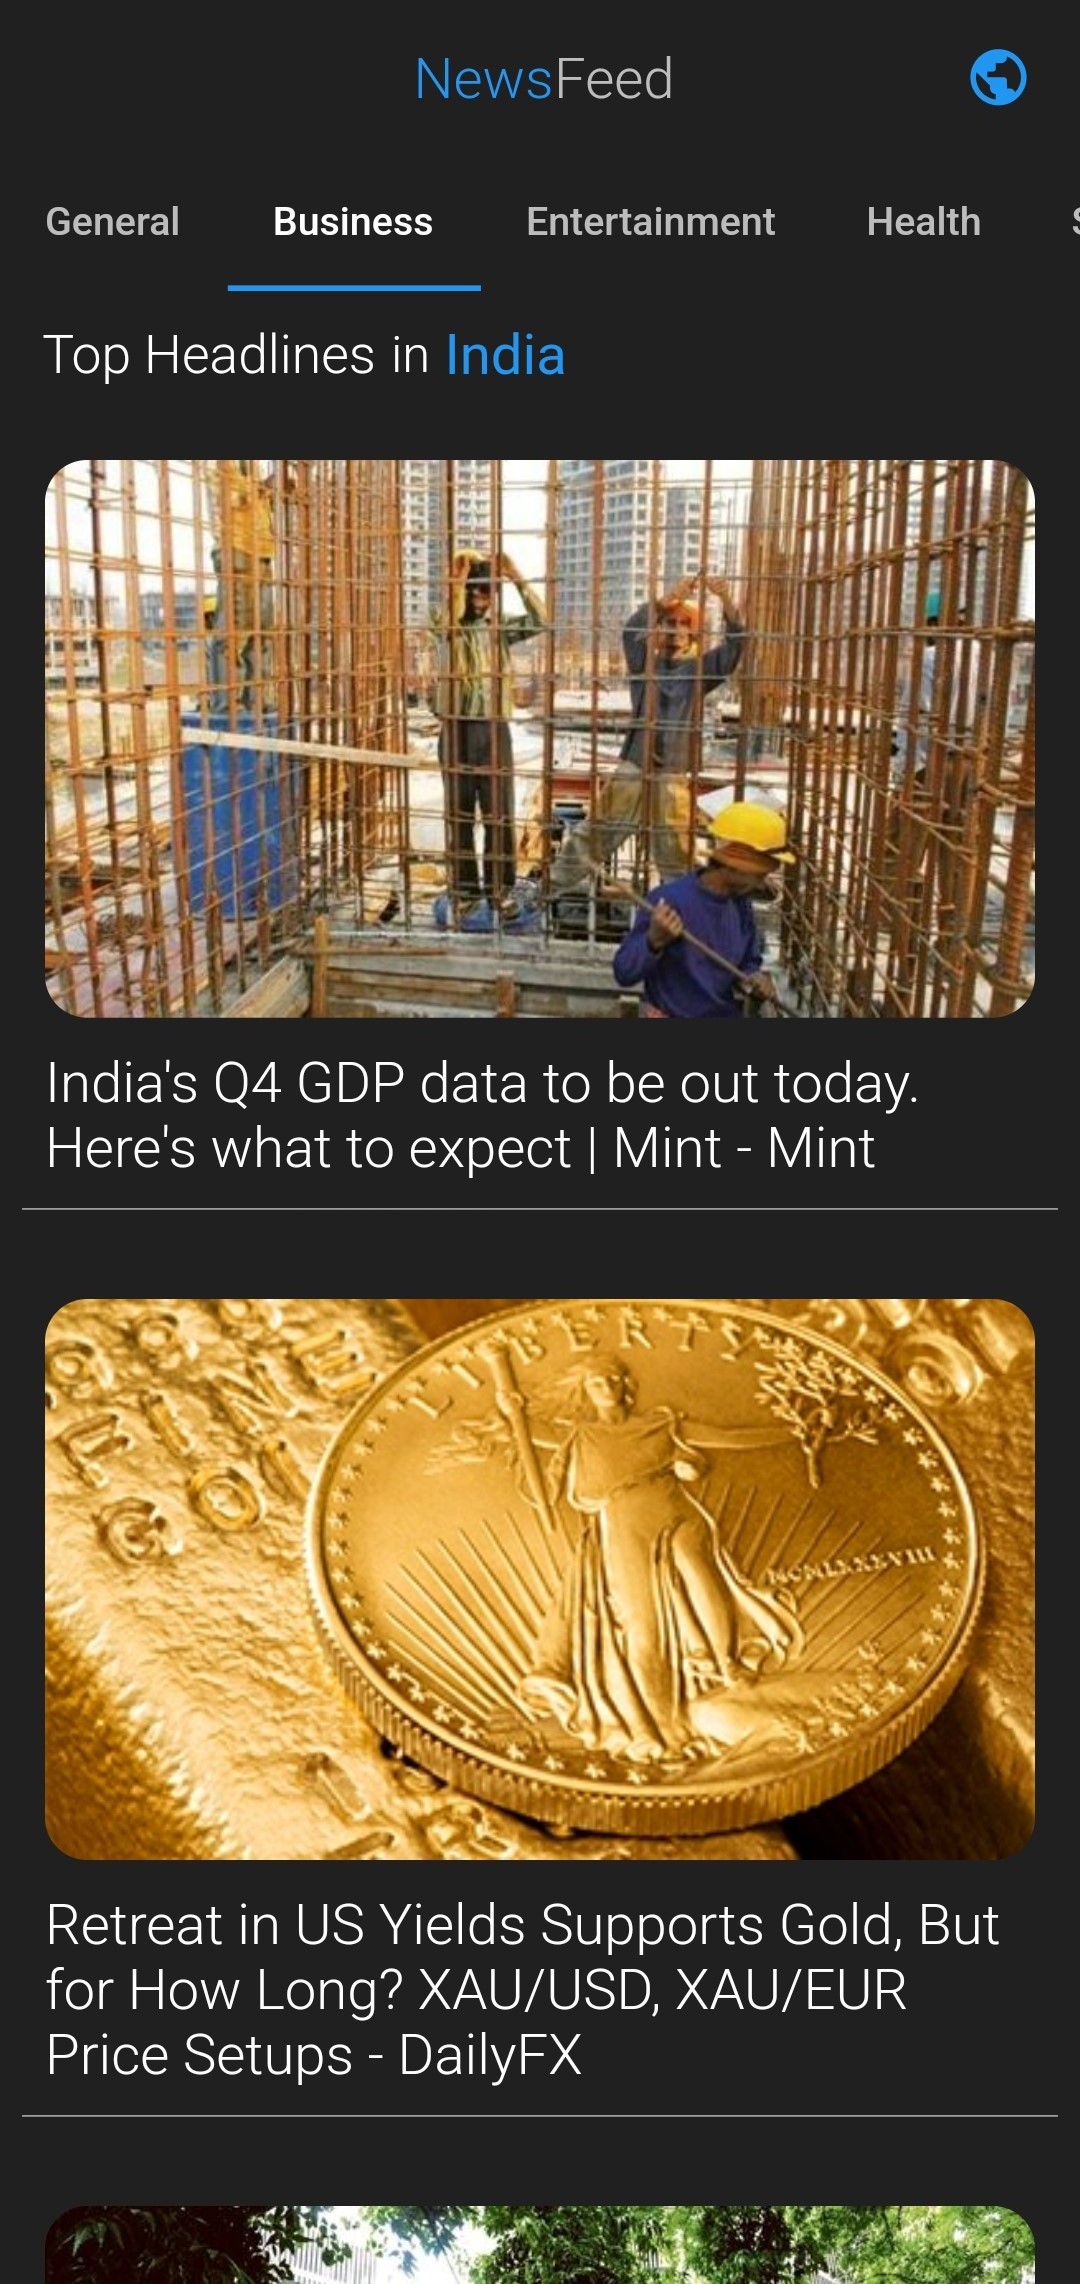 NewsFeed
General Business Entertainment Health
Top Headlines in India
India's Q4 GDP data to be out today.
Here's what to expect | Mint - Mint
LIBERTY
MCMLXXXVIII
Retreat in US Yields Supports Gold, But
for How Long? XAU/USD, XAU/EUR
Price Setups - DailyFX